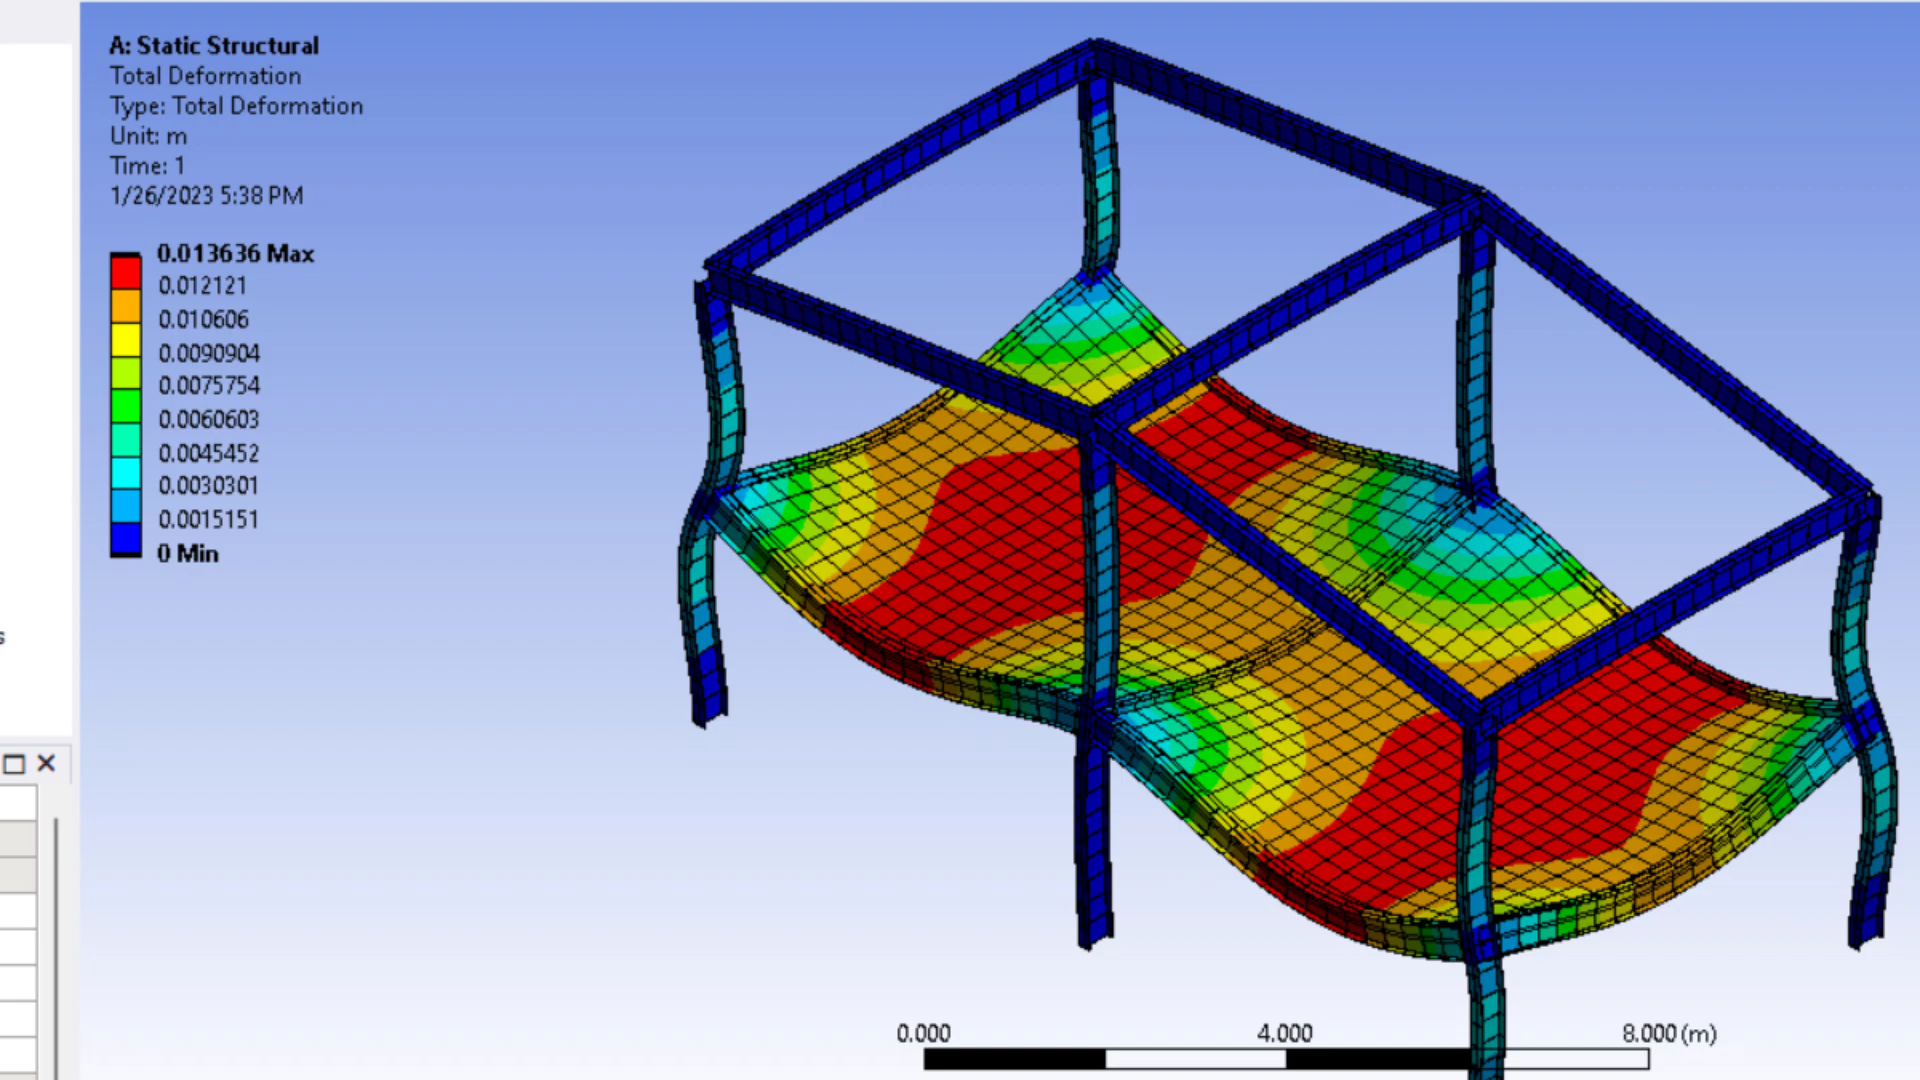 A: Static Structural
Total Deformation
Type: Total Deformation
Unit: m
Time: 1
1/26/2023 5:38 PM
0.013636 Max
0.012121
0.010606
0.0090904
0.0075754
0.0060603
0.0045452
0.0030301
0.0015151
0 Min
s
0.000
4.000
8.000 (m)